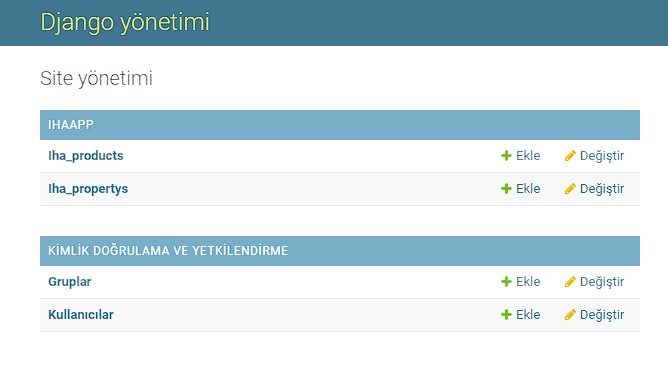 Django yönetimi
Site yönetimi
IHAAPP
Iha_products Ekle Değiştir
Iha_propertys Ekle Değiştir
KİMLİK DOĞRULAMA VE YETKİLENDİRME
Gruplar Ekle Değiştir
Kullanıcılar Ekle Değiştir